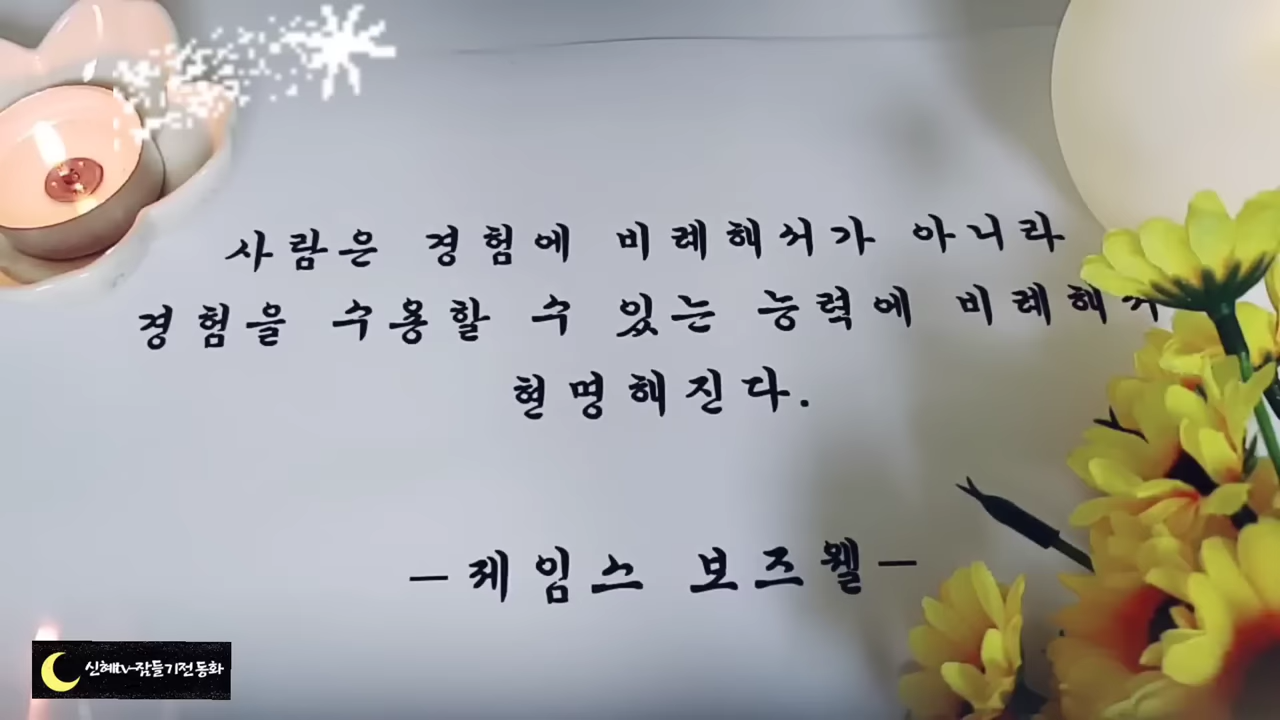 사람은 경험에 비례해서가 아니라
경험을 수용할 수 있는 능력에 비례해서
현명해진다.
-제임스 보즈웰-
신혜tv-잠들기전동화